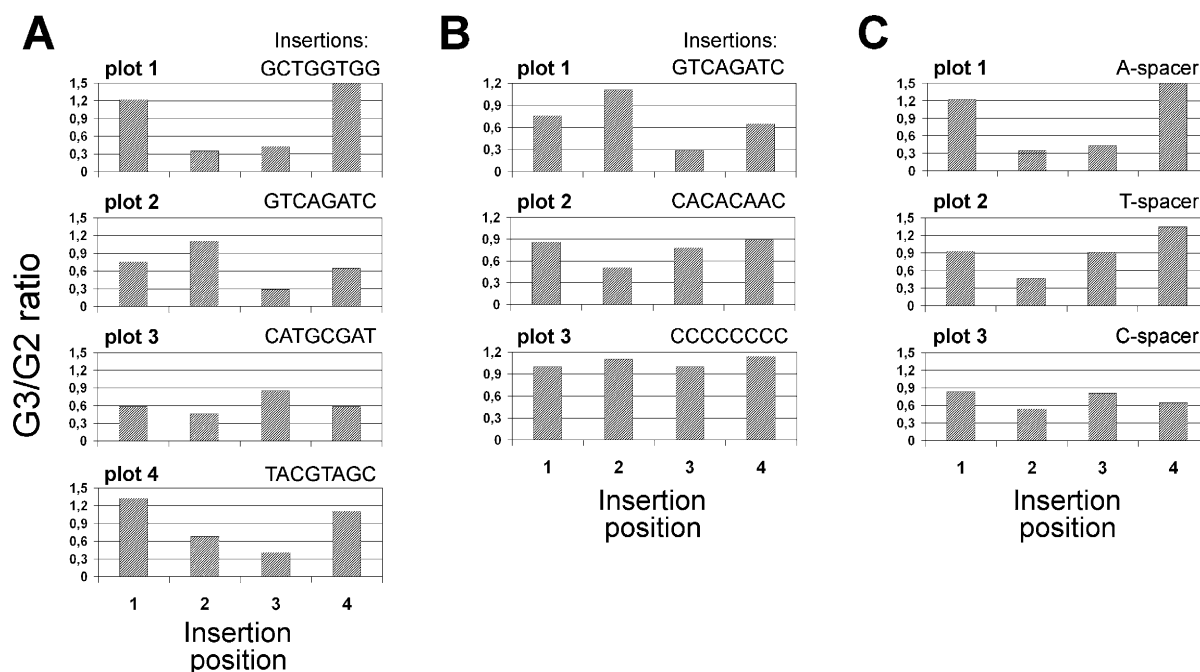 A
Insertions:
plot 1 GCTGGTGG
1,5
1,2
0,9
0,6
0,3
0
plot 2 GTCAGATC
1,5
1,2
0,9
0,6
0,3
0
plot 3 CATGCGAT
1,5
1,2
0,9
0,6
0,3
0
plot 4 TACGTAGC
1,5
1,2
0,9
0,6
0,3
0
1 2 3 4
Insertion
position
G3/G2 ratio
B
Insertions:
plot 1 GTCAGATC
1,2
0,9
0,6
0,3
0
plot 2 CACACAAC
1,2
0,9
0,6
0,3
0
plot 3 CCCCCCCC
1,2
0,9
0,6
0,3
0
1 2 3 4
Insertion
position
C
plot 1 A-spacer
1,5
1,2
0,9
0,6
0,3
0
plot 2 T-spacer
1,5
1,2
0,9
0,6
0,3
0
plot 3 C-spacer
1,5
1,2
0,9
0,6
0,3
0
1 2 3 4
Insertion
position